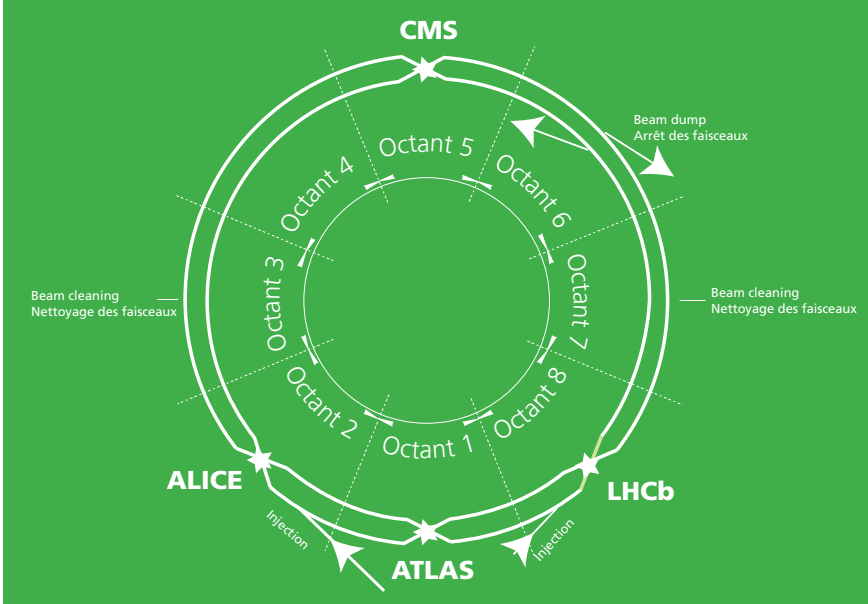 CMS
Beam dump
Arrêt des faisceaux
Octant 5
Octant 4
Octant 6
Octant 3
Octant 7
Beam cleaning
Nettoyage des faisceaux
Beam cleaning
Nettoyage des faisceaux
Octant 2
Octant 8
Octant 1
ALICE
LHCb
Injection
Injection
ATLAS